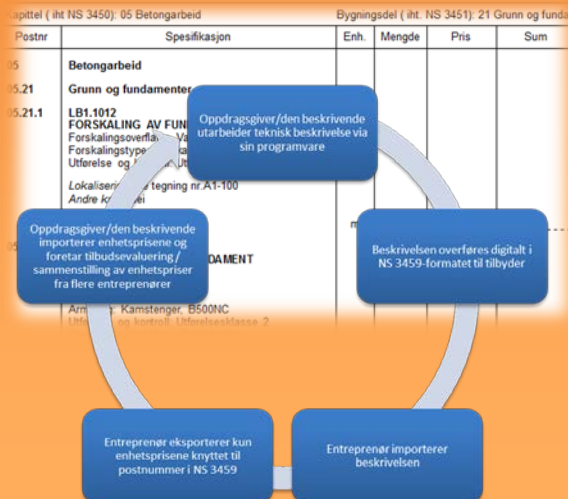 Kapittel ( iht NS 3450): 05 Betongarbeid Bygningsdel ( iht. NS 3451): 21 Grunn og funda
Postnr Spesifikasjon Enh. Mengde Pris Sum
05 Betongarbeid
05.21 Grunn og fundamenter
05.21.1 LB1.1012
FORSKALING AV FUN
Forskalingsoverfla
Forskalingstype
Utførelse og
tegning nr.A1-100
Andre
Oppdragsgiver/den beskrivende
utarbeider teknisk beskrivelse via
sin programvare
Beskrivelsen overføres digitalt i
NS 3459-formatet til tilbyder
Entreprenør importerer
beskrivelsen
Entreprenør eksporterer kun
enhetsprisene knyttet til
postnummer i NS 3459
Oppdragsgiver/den beskrivende
importerer enhetsprisene og
foretar tilbudsevaluering /
sammenstilling av enhetspriser
fra flere entreprenører
DAMENT
Kamstenger, B500NC
og kontroll: Utførelsesklasse 2